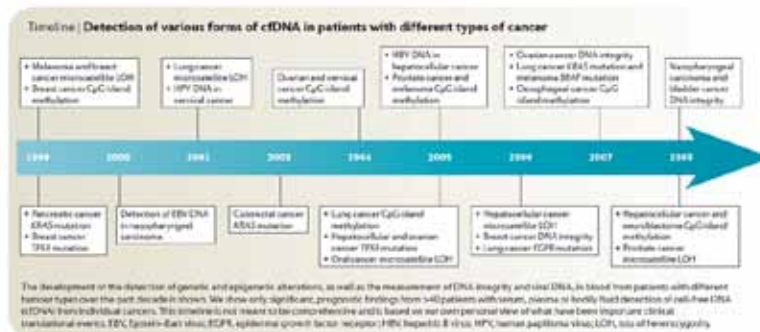 Timeline | Detection of various forms of cfDNA in patients with different types of cancer
• Melanoma and breast
cancer microsatellite LOH
• Breast cancer CpG island
methylation
• Lung cancer
microsatellite LOH
• HPV DNA in
cervical cancer
Ovarian and cervical
cancer CpG island
methylation
• HBV DNA in
hepatocellular cancer
• Prostate cancer and
melanoma CpG island
methylation
• Ovarian cancer DNA integrity
• Lung cancer KRAS mutation and
melanoma BRAF mutation
• Oesophageal cancer CpG
island methylation
Nasopharyngeal
carcinoma and
bladder cancer
DNA integrity
1999 2000 2002 2005 2006 2007
• Pancreatic cancer
KRAS mutation
• Breast cancer
TP53 mutation
Detection of EBV DNA
in nasopharyngeal
carcinoma
Colorectal cancer
KRAS mutation
• Lung cancer CpG island
methylation
• Hepatocellular and ovarian
cancer TP53 mutation
• Oral cancer microsatellite LOH
• Hepatocellular cancer
microsatellite LOH
• Breast cancer DNA integrity
• Lung cancer EGFR mutation
• Hepatocellular cancer and
neuroblastoma CpG island
methylation
• Prostate cancer
microsatellite LOH
The development of the detection of genetic and epigenetic alterations, as well as the measurement of DNA integrity and viral DNA, in blood from patients with different
tumour types over the past decade is shown. We show only significant, prognostic findings from >40 patients with serum, plasma or bodily fluid detection of cell-free DNA
(cfDNA) from individual cancers. This timeline is not meant to be comprehensive and is based on our own personal view of what have been important clinical
translational events. EBV, Epstein–Barr virus; EGFR, epidermal growth factor receptor; HBV, hepatitis B virus; HPV, human papilloma virus; LOH, loss of heterozygosity.